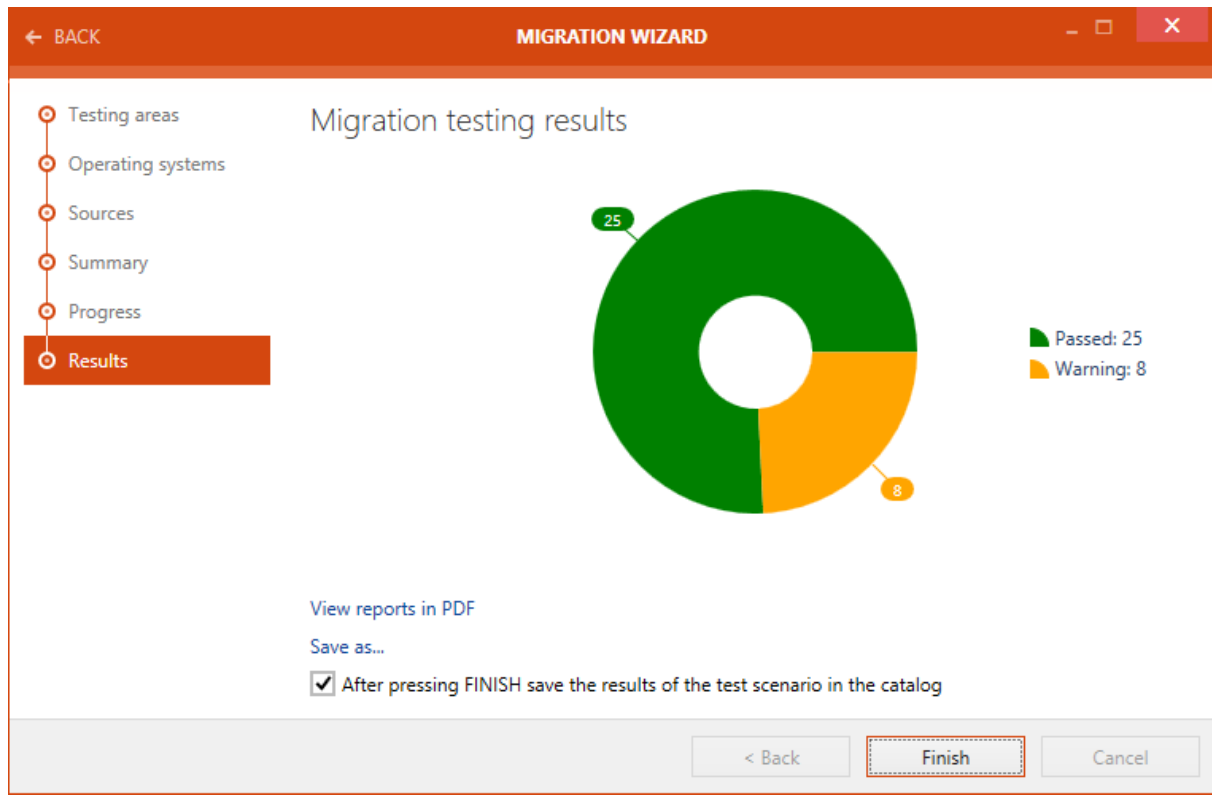 BACK
MIGRATION WIZARD
Testing areas
Operating systems
Sources
Summary
Progress
Results
Migration testing results
25
8
Passed: 25
Warning: 8
View reports in PDF
Save as...
After pressing FINISH save the results of the test scenario in the catalog
< Back
Finish
Cancel